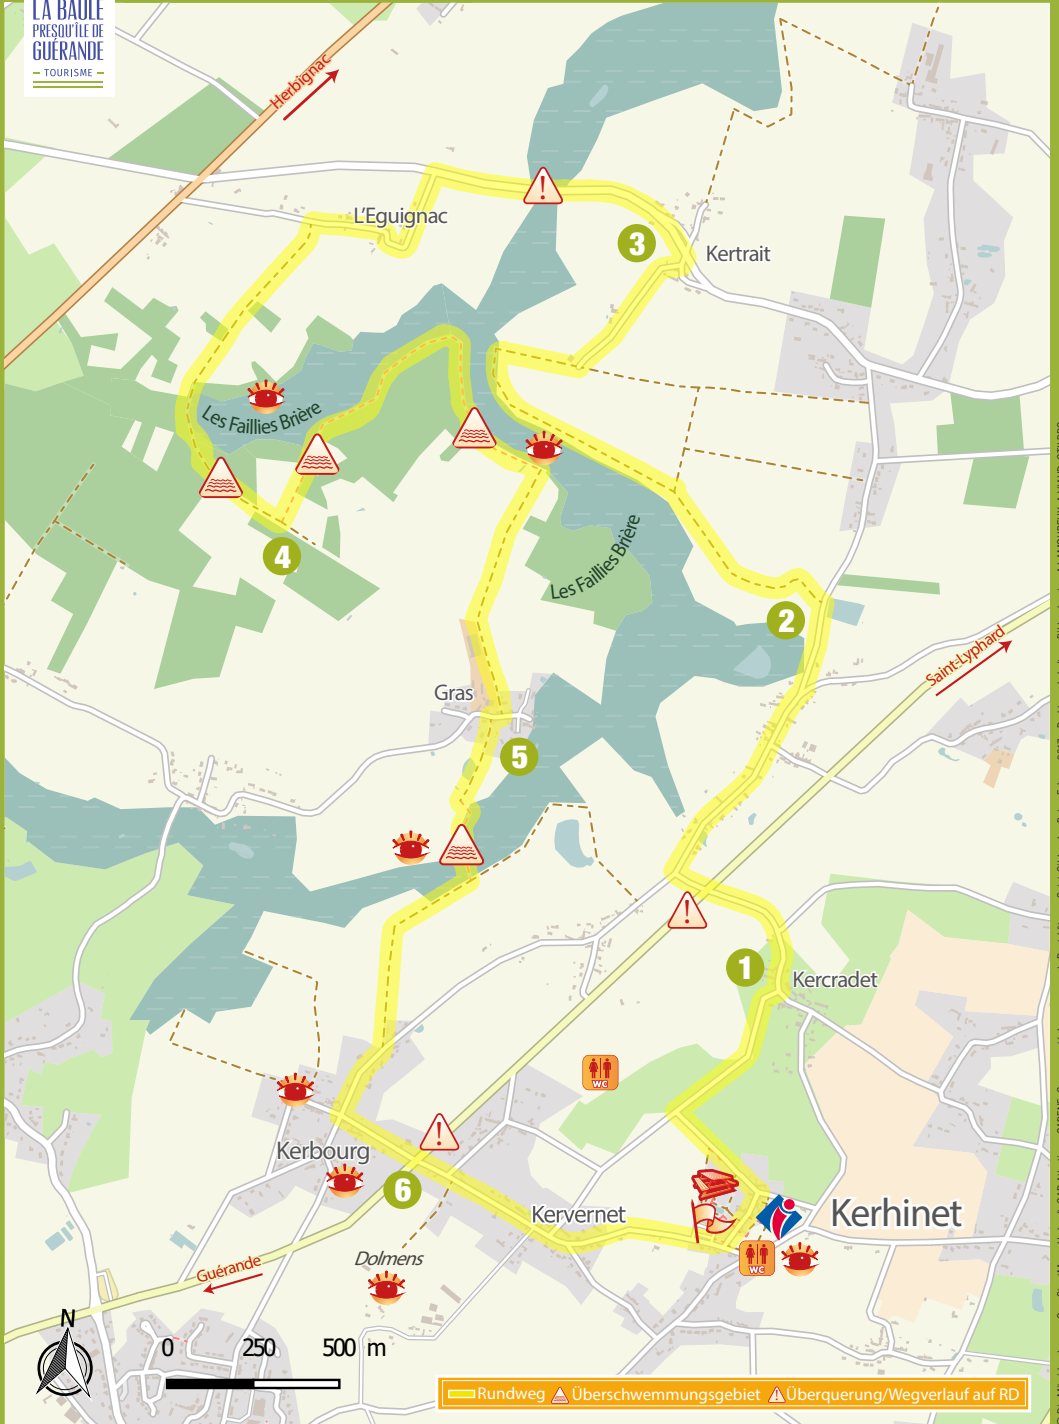 LA BAULE
PRESQU'ÎLE DE
GUÉRANDE
– TOURISME –
Herbignac
L'Eguignac
3
Kertrait
Les Faillies Brière
4
Les Faillies Brière
2
Saint-Lyphard
Gras
5
1
Kercradet
WC
Kerbourg
6
Kervernet
Kerhinet
WC
Dolmens
Guérande
N
0 250 500 m
Rundweg Überschwemmungsgebiet Überquerung/Wegverlauf auf RD